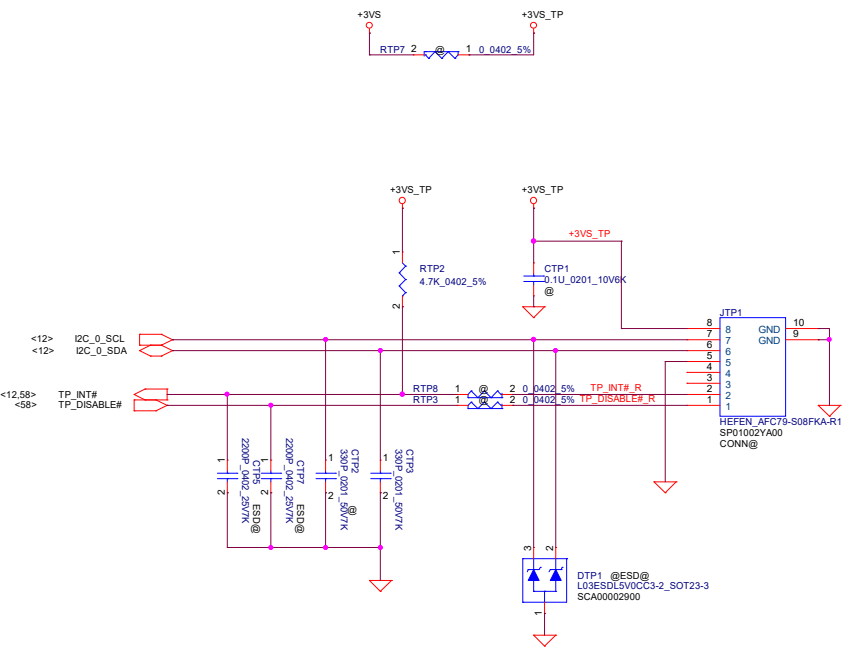 +3VS +3VS_TP
RTP7 2 @ 1 0_0402_5%
+3VS_TP +3VS_TP
+3VS_TP
1
RTP2
4.7K_0402_5%
2
CTP1
0.1U_0201_10V6K
@
JTP1
<12> I2C_0_SCL
<12> I2C_0_SDA
8 8 GND 10
7 7 GND 9
6 6
5 5
4 4
3 3
2 2
1 1
<12,58> TP_INT# RTP8 1 @ 2 0_0402_5% TP_INT#_R
<58> TP_DISABLE# RTP3 1 @ 2 0_0402_5% TP_DISABLE#_R
HEFEN_AFC79-S08FKA-R1
SP01002YA00
CONN@
1 2
CTP5
2200P_0402_25V7K
ESD@
1 2
CTP7
2200P_0402_25V7K
ESD@
1 2
CTP2
330P_0201_50V7K
@
1 2
CTP3
330P_0201_50V7K
3 2
DTP1 @ESD@
L03ESDL5V0CC3-2_SOT23-3
SCA00002900
1